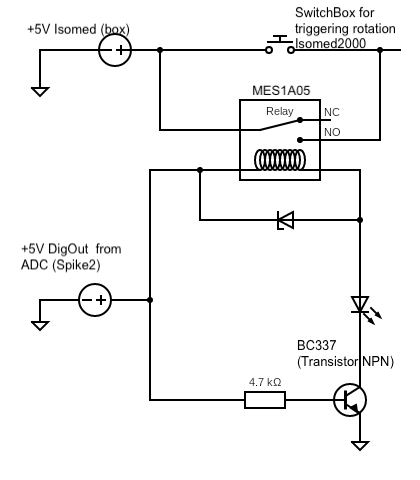 SwitchBox for
+5V Isomed (box)
triggering rotation
Isomed2000
MES1A05
Relay
NC
NO
+5V DigOut  from
ADC (Spike2)
BC337
(Transistor NPN)
4.7 kΩ